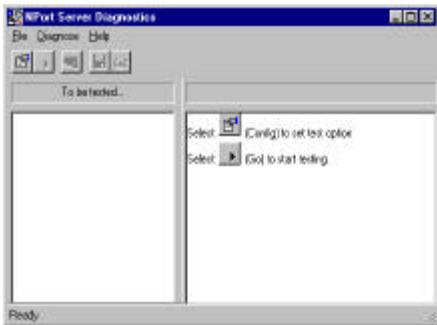 NPort Server Diagnostics
File Diagnose Help
To be tested...
Select (Config) to set test option
Select (Go) to start testing
Ready